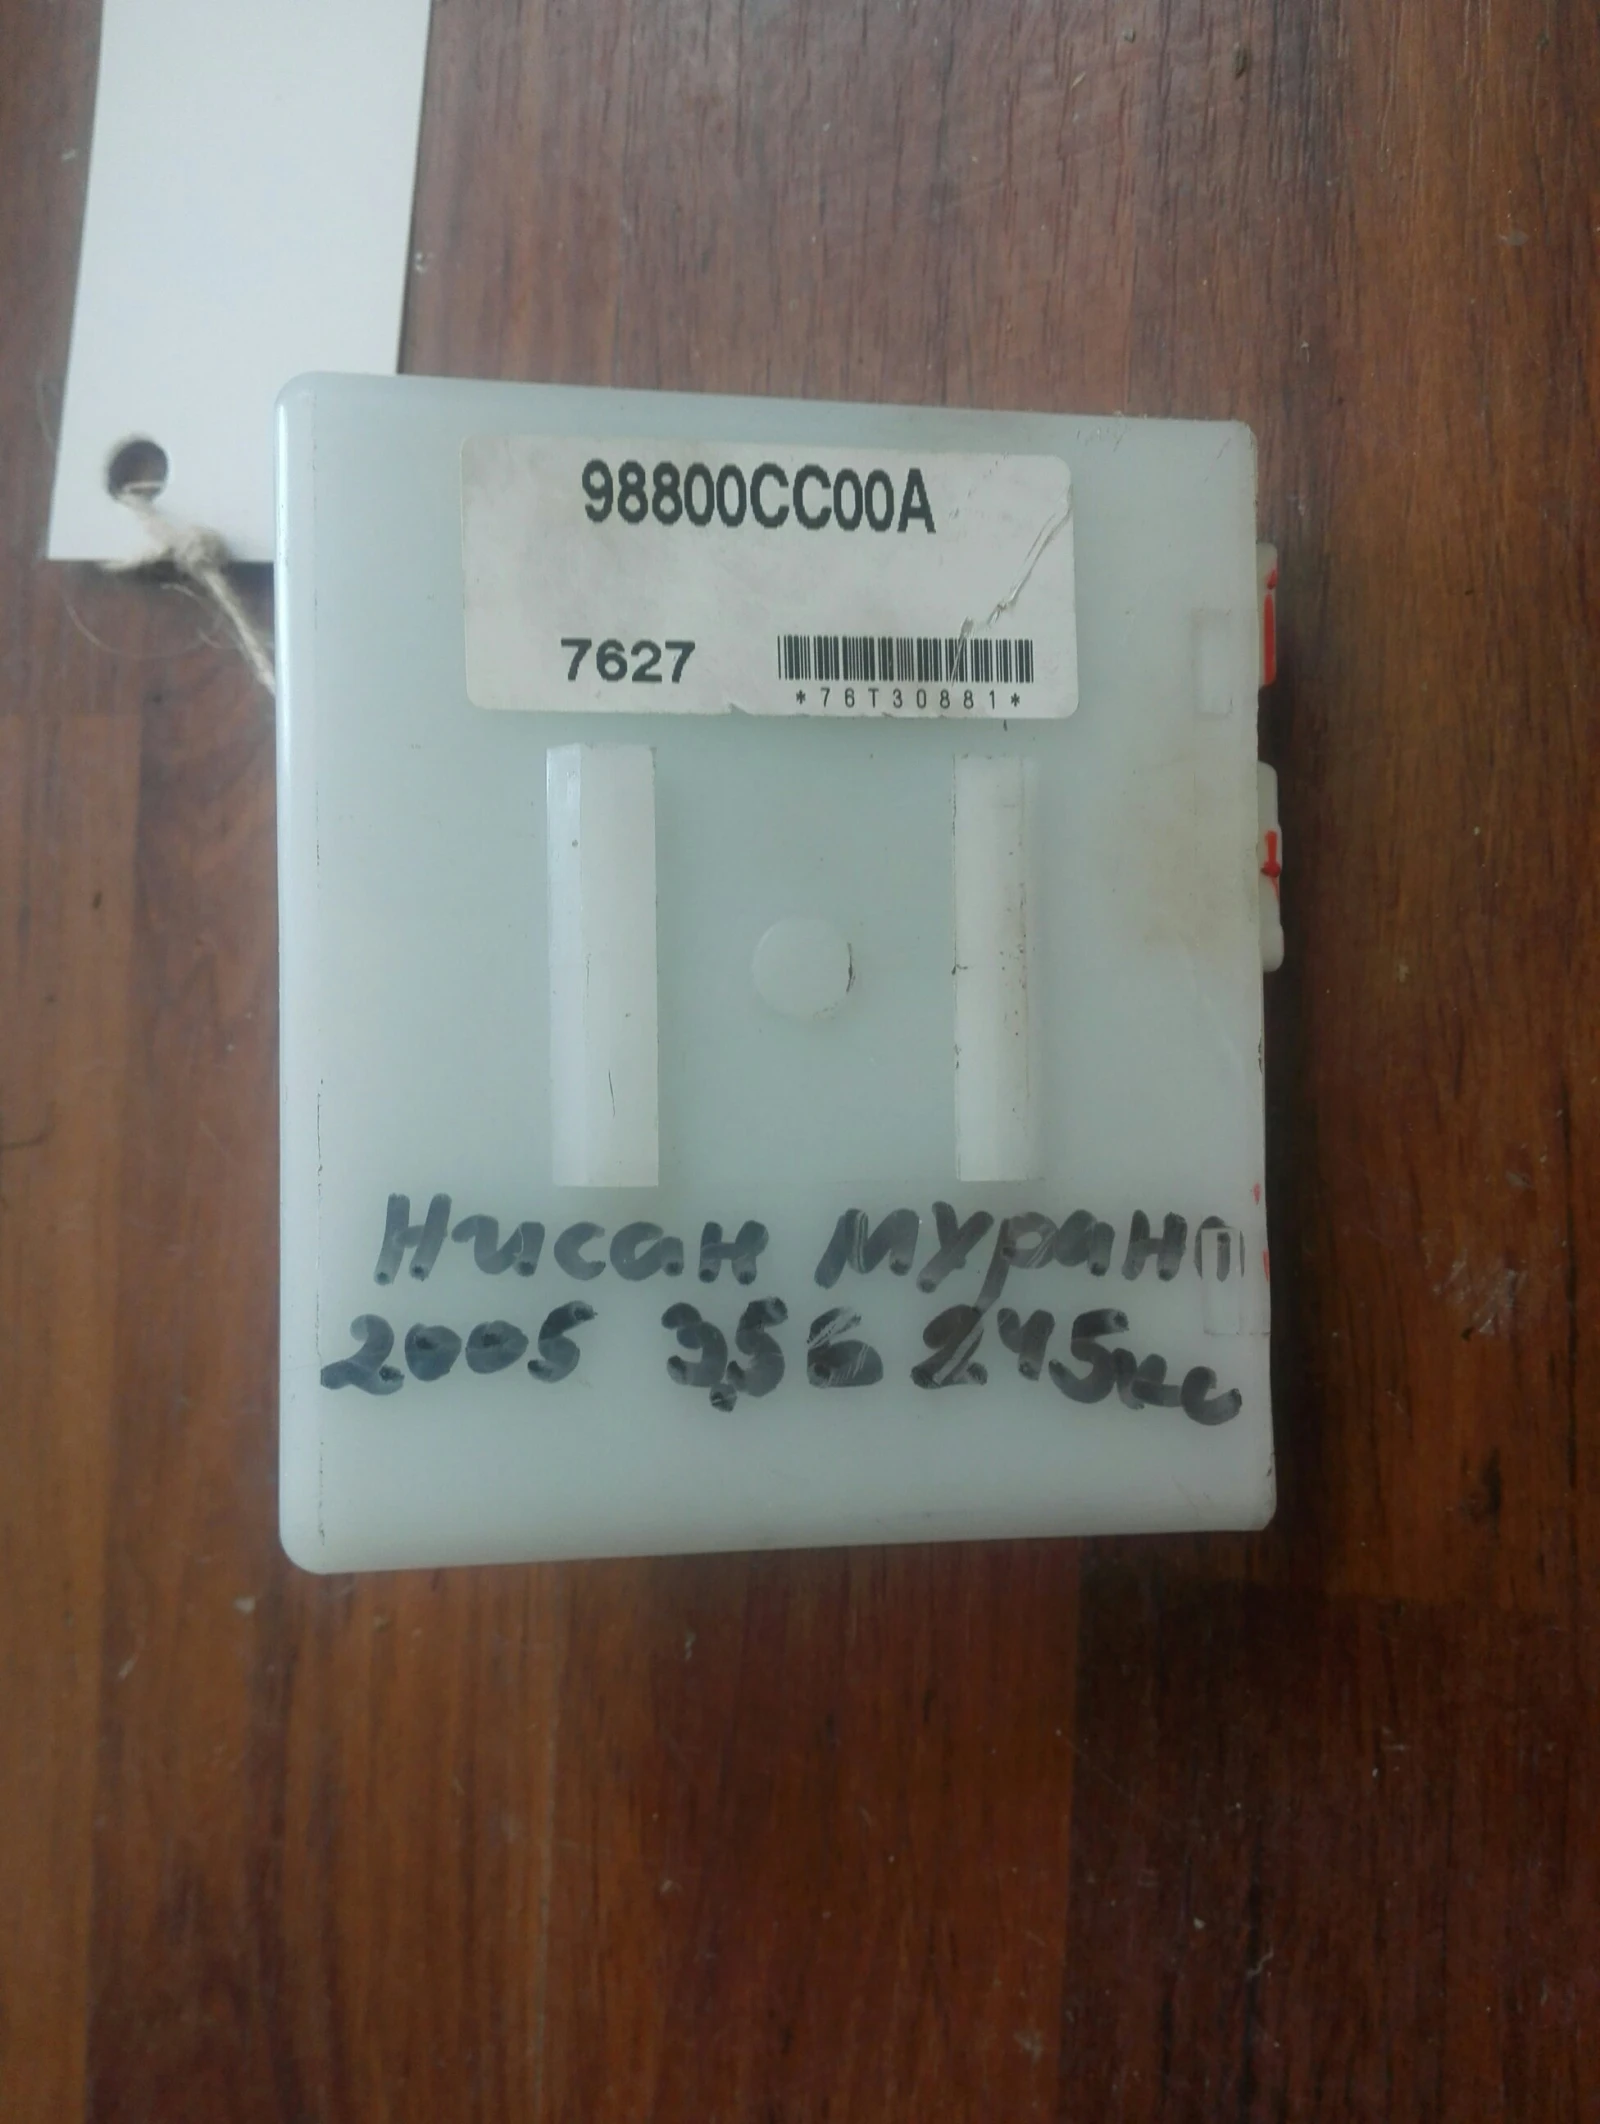 98800CC00A
7627
*76T30881*
Нисан Мурано
2005 3,5б 245лс